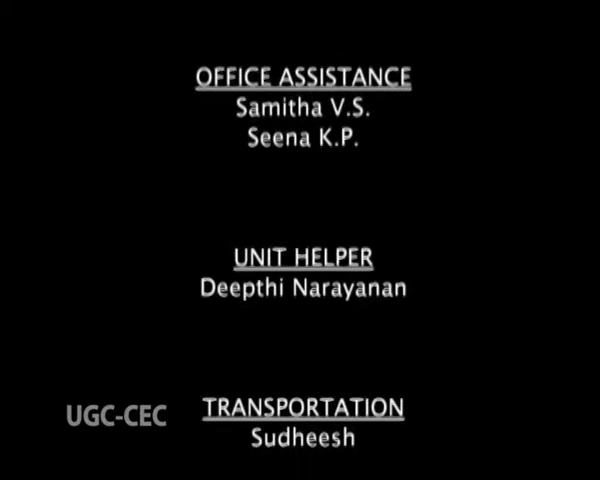 OFFICE ASSISTANCE
Samitha V.S.
Seena K.P.
UNIT HELPER
Deepthi Narayanan
UGC-CEC
TRANSPORTATION
Sudheesh